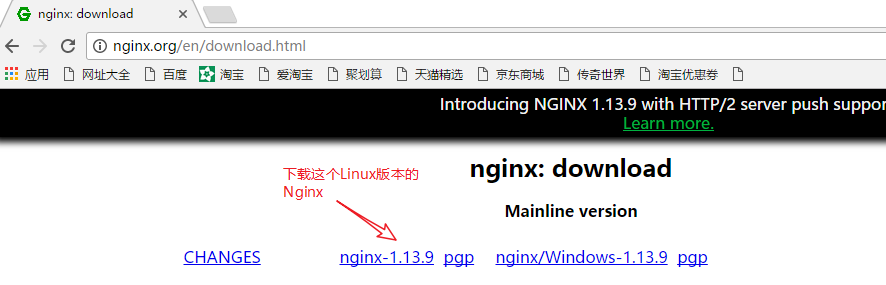 nginx: download
nginx.org/en/download.html
应用 网址大全 百度 淘宝 爱淘宝 聚划算 天猫精选 京东商城 传奇世界 淘宝优惠券
Introducing NGINX 1.13.9 with HTTP/2 server push suppor
Learn more.
下载这个Linux版本的
Nginx
nginx: download
Mainline version
CHANGES nginx-1.13.9 pgp nginx/Windows-1.13.9 pgp